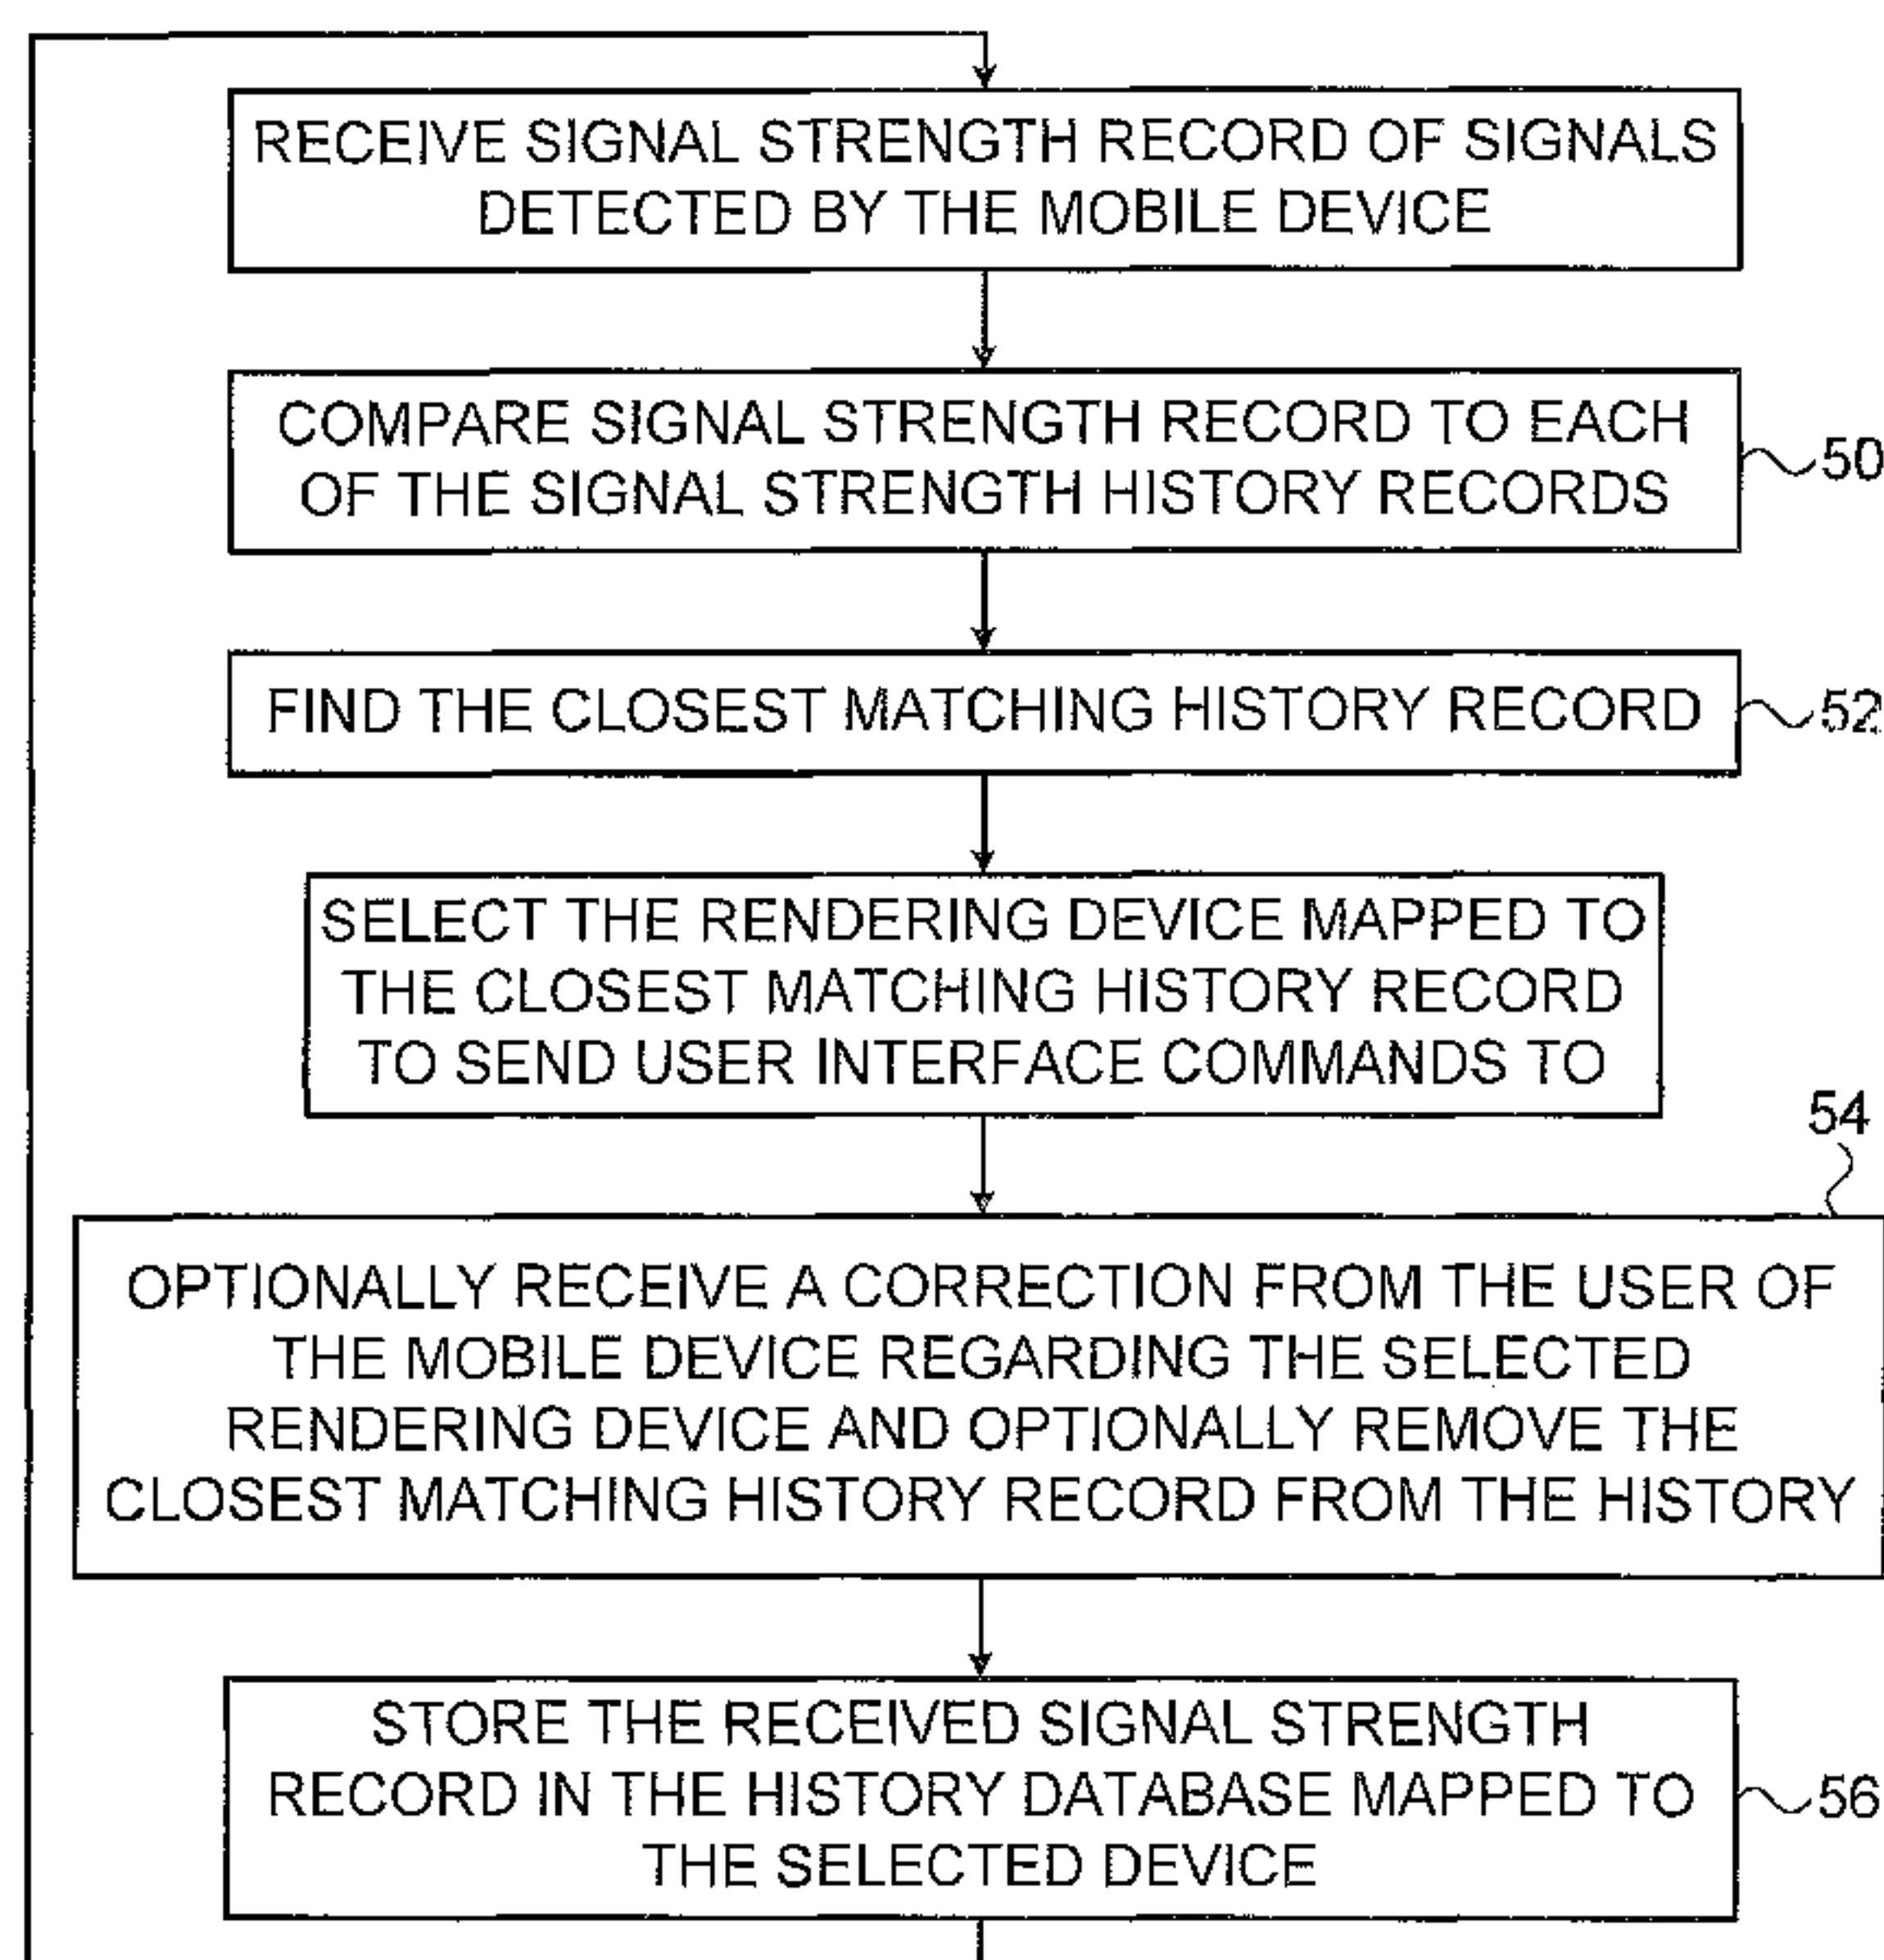 RECEIVE SIGNAL STRENGTH RECORD OF SIGNALS
DETECTED BY THE MOBILE DEVICE
COMPARE SIGNAL STRENGTH RECORD TO EACH
OF THE SIGNAL STRENGTH HISTORY RECORDS
50
FIND THE CLOSEST MATCHING HISTORY RECORD
52
SELECT THE RENDERING DEVICE MAPPED TO
THE CLOSEST MATCHING HISTORY RECORD
TO SEND USER INTERFACE COMMANDS TO
54
OPTIONALLY RECEIVE A CORRECTION FROM THE USER OF
THE MOBILE DEVICE REGARDING THE SELECTED
RENDERING DEVICE AND OPTIONALLY REMOVE THE
CLOSEST MATCHING HISTORY RECORD FROM THE HISTORY
STORE THE RECEIVED SIGNAL STRENGTH
RECORD IN THE HISTORY DATABASE MAPPED TO
THE SELECTED DEVICE
56